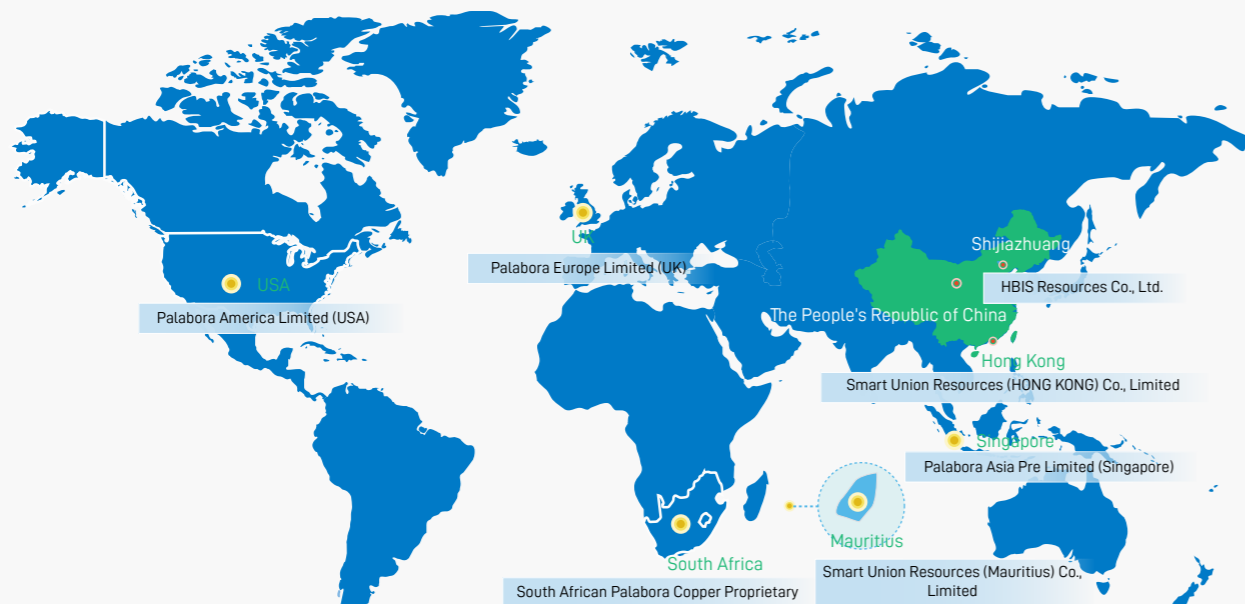 UK
Palabora Europe Limited (UK)
Shijiazhuang
HBIS Resources Co., Ltd.
USA
Palabora America Limited (USA)
The People's Republic of China
Hong Kong
Smart Union Resources (HONG KONG) Co., Limited
Singapore
Palabora Asia Pre Limited (Singapore)
Mauritius
Smart Union Resources (Mauritius) Co.,
Limited
South Africa
South African Palabora Copper Proprietary